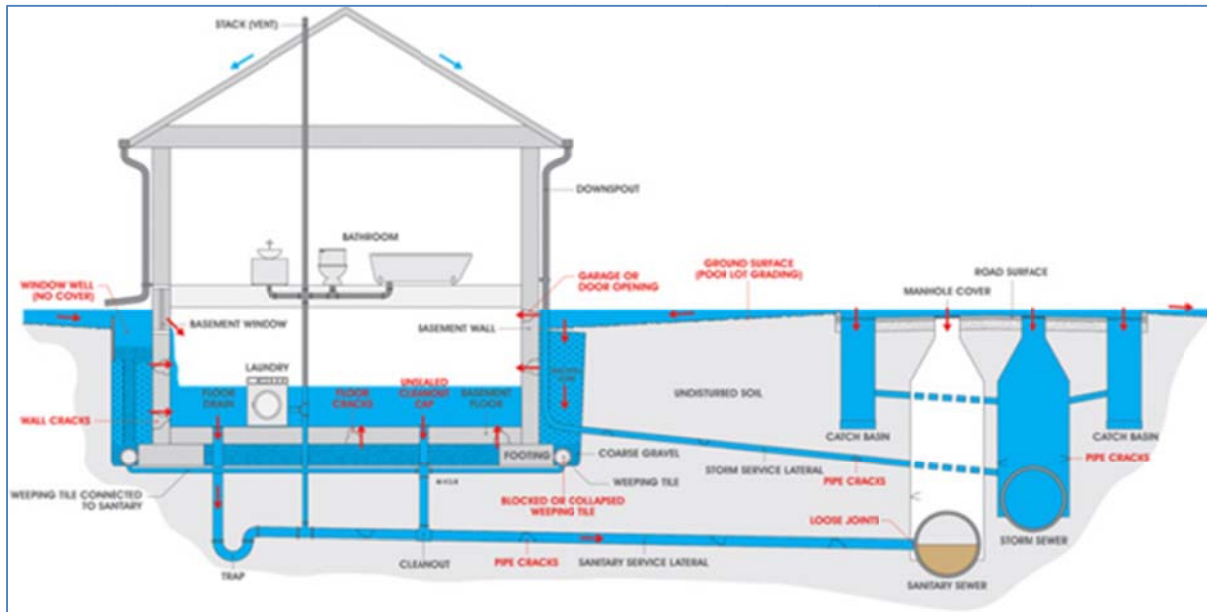 STACK (VENT)
DOWNSPOUT
BATHROOM
WINDOW WELL
(NO COVER)
GARAGE OR
DOOR OPENING
GROUND SURFACE
(POOR LOT GRADING)
ROAD SURFACE
MANHOLE COVER
BASEMENT WINDOW
BASEMENT WALL
LAUNDRY
FLOOR
DRAIN
FLOOR
CRACKS
UNSEALED
CLEANOUT
CAP
BASEMENT
FLOOR
UNDISTURBED SOIL
WALL CRACKS
CATCH BASIN
CATCH BASIN
FOOTING
COARSE GRAVEL
STORM SERVICE LATERAL
PIPE CRACKS
PIPE CRACKS
WEEPING TILE CONNECTED
TO SANITARY
WEEPING TILE
BLOCKED OR COLLAPSED
WEEPING TILE
LOOSE JOINTS
STORM SEWER
TRAP
CLEANOUT
PIPE CRACKS
SANITARY SERVICE LATERAL
SANITARY SEWER